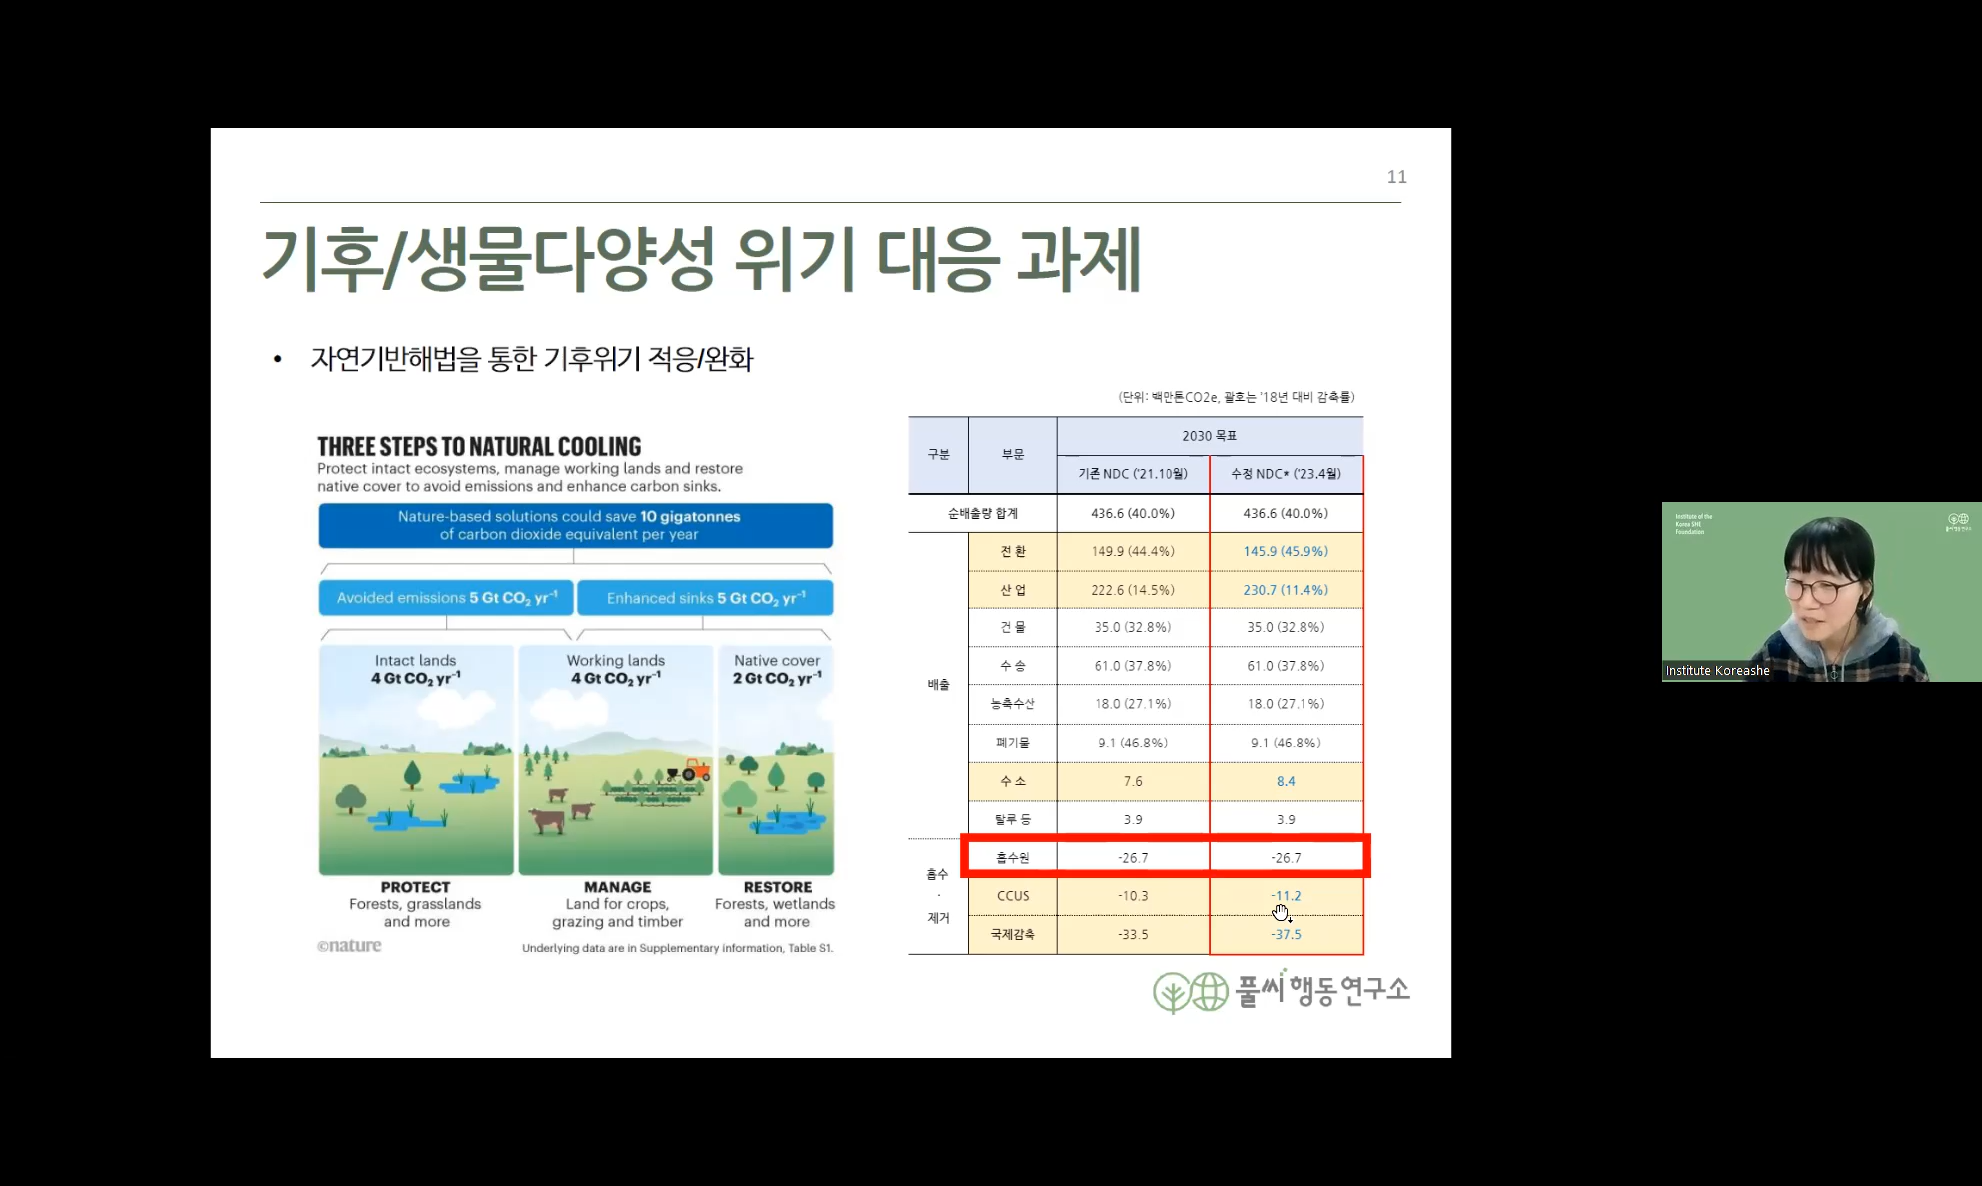 11
기후/생물다양성 위기 대응 과제
• 자연기반해법을 통한 기후위기 적응/완화
THREE STEPS TO NATURAL COOLING
Protect intact ecosystems, manage working lands and restore
native cover to avoid emissions and enhance carbon sinks.
Nature-based solutions could save 10 gigatonnes
of carbon dioxide equivalent per year
Avoided emissions 5 Gt CO₂ yr⁻¹ Enhanced sinks 5 Gt CO₂ yr⁻¹
Intact lands Working lands Native cover
4 Gt CO₂ yr⁻¹ 4 Gt CO₂ yr⁻¹ 2 Gt CO₂ yr⁻¹
PROTECT MANAGE RESTORE
Forests, grasslands Land for crops, Forests, wetlands
and more grazing and timber and more
©nature Underlying data are in Supplementary information, Table S1.
(단위: 백만톤CO2e, 괄호는 '18년 대비 감축률)
구분 부문 2030 목표
기존 NDC ('21.10월) 수정 NDC* ('23.4월)
순배출량 합계 436.6 (40.0%) 436.6 (40.0%)
배출
전 환 149.9 (44.4%) 145.9 (45.9%)
산 업 222.6 (14.5%) 230.7 (11.4%)
건 물 35.0 (32.8%) 35.0 (32.8%)
수 송 61.0 (37.8%) 61.0 (37.8%)
농축수산 18.0 (27.1%) 18.0 (27.1%)
폐기물 9.1 (46.8%) 9.1 (46.8%)
수 소 7.6 8.4
탈루 등 3.9 3.9
흡수·제거
흡수원 -26.7 -26.7
CCUS -10.3 -11.2
국제감축 -33.5 -37.5
풀씨행동연구소
Institute of the
Korea SHE
Foundation
풀씨행동연구소
Institute Koreashe